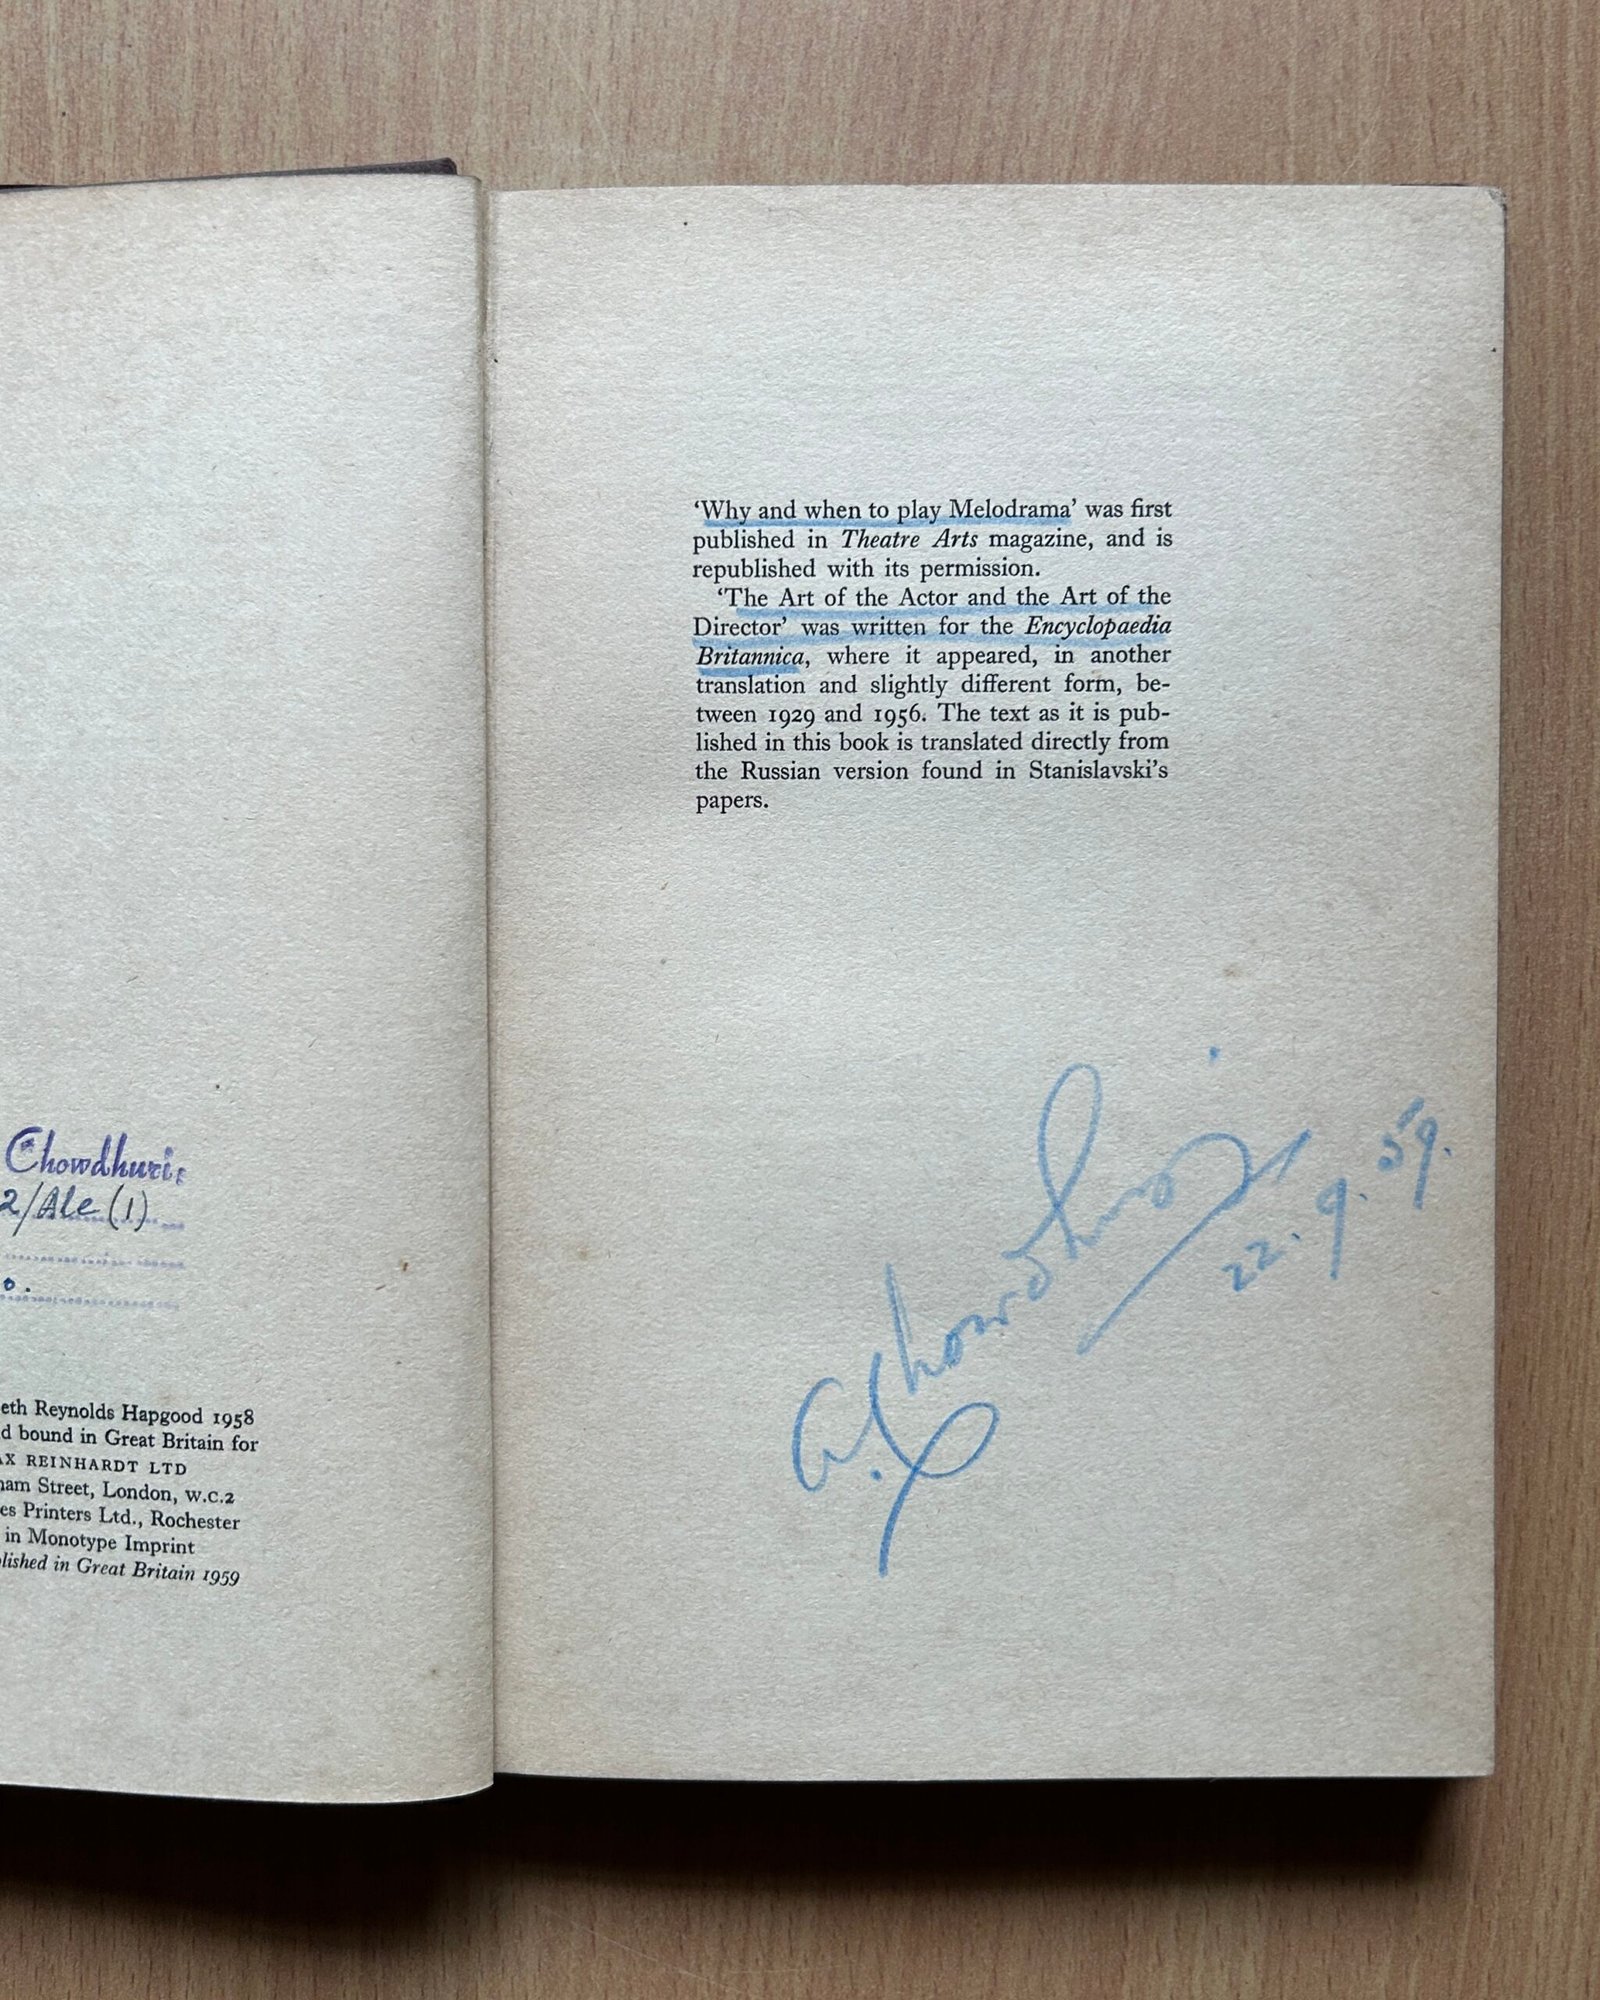 Chowdhuri
2/Ale (1)
o.
eth Reynolds Hapgood 1958
d bound in Great Britain for
AX REINHARDT LTD
ham Street, London, W.C.2
es Printers Ltd., Rochester
in Monotype Imprint
blished in Great Britain 1959
‘Why and when to play Melodrama’ was first
published in Theatre Arts magazine, and is
republished with its permission.
‘The Art of the Actor and the Art of the
Director’ was written for the Encyclopaedia
Britannica, where it appeared, in another
translation and slightly different form, be-
tween 1929 and 1956. The text as it is pub-
lished in this book is translated directly from
the Russian version found in Stanislavski’s
papers.
A. Chowdhuri
22.9.59.